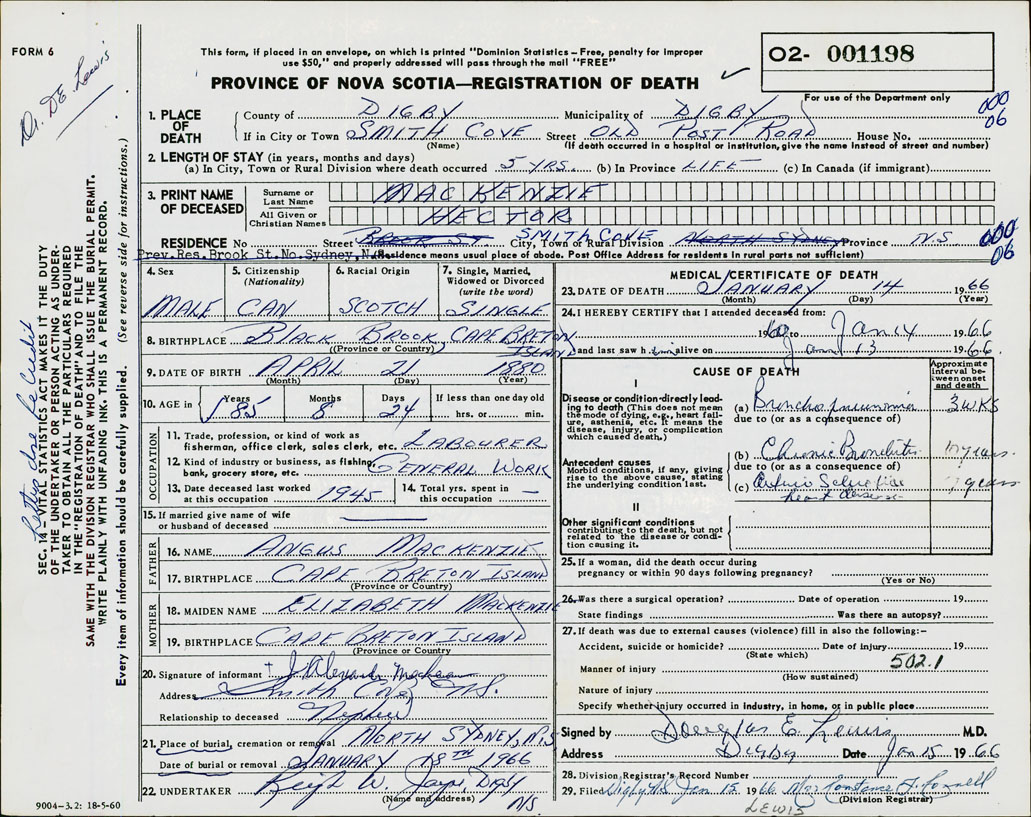 FORM 6
This form, if placed in an envelope, on which is printed "Dominion Statistics – Free, penalty for improper
use $50," and properly addressed will pass through the mail "FREE"
PROVINCE OF NOVA SCOTIA—REGISTRATION OF DEATH
O2- 001198
For use of the Department only
Dr. D E. Lewis
1. PLACE OF DEATH
County of DIGBY Municipality of DIGBY
000
06
If in City or Town SMITH COVE Street OLD POST ROAD House No.
(Name) (If death occurred in a hospital or institution, give the name instead of street and number)
2. LENGTH OF STAY (in years, months and days)
(a) In City, Town or Rural Division where death occurred 5 YRS. (b) In Province LIFE (c) In Canada (if immigrant)
3. PRINT NAME OF DECEASED
Surname or Last Name MACKENZIE
All Given or Christian Names HECTOR
RESIDENCE No Street BROOK ST City, Town or Rural Division SMITH COVE NORTH SYDNEY Province N.S
000
06
Prev.Res.Brook St.No.Sydney,N.S. (Residence means usual place of abode. Post Office Address for residents in rural parts not sufficient)
4. Sex MALE
5. Citizenship (Nationality) CAN
6. Racial Origin SCOTCH
7. Single, Married, Widowed or Divorced (write the word) SINGLE
8. BIRTHPLACE BLACK BROOK CAPE BRETON ISLAND
(Province or Country)
9. DATE OF BIRTH APRIL 21 1880
(Month) (Day) (Year)
10. AGE in Years 85 Months 8 Days 24 If less than one day old hrs. or min.
OCCUPATION
11. Trade, profession, or kind of work as fisherman, office clerk, sales clerk, etc. LABOURER
12. Kind of industry or business, as fishing, bank, grocery store, etc. GENERAL WORK
13. Date deceased last worked at this occupation 1945
14. Total yrs. spent in this occupation —
15. If married give name of wife or husband of deceased
FATHER
16. NAME ANGUS MACKENZIE
17. BIRTHPLACE CAPE BRETON ISLAND
(Province or Country)
MOTHER
18. MAIDEN NAME ELIZABETH MACKENZIE
19. BIRTHPLACE CAPE BRETON ISLAND
(Province or Country)
20. Signature of informant
Address Smith Cove N.S.
Relationship to deceased Nephew
21. Place of burial, cremation or removal NORTH SYDNEY, N.S
Date of burial or removal JANUARY 18TH 1966
22. UNDERTAKER W. N/S
(Name and address)
9004–3.2: 18-5-60
MEDICAL CERTIFICATE OF DEATH
23. DATE OF DEATH JANUARY 14 1966
(Month) (Day) (Year)
24. I HEREBY CERTIFY that I attended deceased from:
19 to Jan 14 1966
and last saw him alive on Jan 13 1966.
CAUSE OF DEATH
Approximate interval between onset and death
I
Disease or condition directly leading to death (This does not mean the mode of dying, e.g., heart failure, asthenia, etc. It means the disease, injury, or complication which caused death.)
(a) Bronchopneumonia 3 wks
due to (or as a consequence of)
Antecedent causes
Morbid conditions, if any, giving rise to the above cause, stating the underlying condition last.
(b) Chronic Bronchitis 10 years
due to (or as a consequence of)
(c) heart disease years
II
Other significant conditions contributing to the death, but not related to the disease or condition causing it.
25. If a woman, did the death occur during pregnancy or within 90 days following pregnancy?
(Yes or No)
26. Was there a surgical operation? Date of operation 19
State findings Was there an autopsy?
27. If death was due to external causes (violence) fill in also the following:–
Accident, suicide or homicide? Date of injury 19
(State which)
Manner of injury 502.1
(How sustained)
Nature of injury
Specify whether injury occurred in industry, in home, or in public place
Signed by Douglas E. Lewis M.D.
Address Digby Date Jan 15 1966
28. Division Registrar's Record Number
29. Filed Digby N.S Jan. 15 1966 Mrs Constance
(Division Registrar)
LEWIS
SEC. 14 – VITAL STATISTICS ACT MAKES IT THE DUTY
OF THE UNDERTAKER OR PERSON ACTING AS UNDER-
TAKER TO OBTAIN ALL THE PARTICULARS REQUIRED
IN THE "REGISTRATION OF DEATH" AND TO FILE THE
SAME WITH THE DIVISION REGISTRAR WHO SHALL ISSUE THE BURIAL PERMIT.
WRITE PLAINLY WITH UNFADING INK. THIS IS A PERMANENT RECORD.
Every item of information should be carefully supplied. (See reverse side for instructions.)